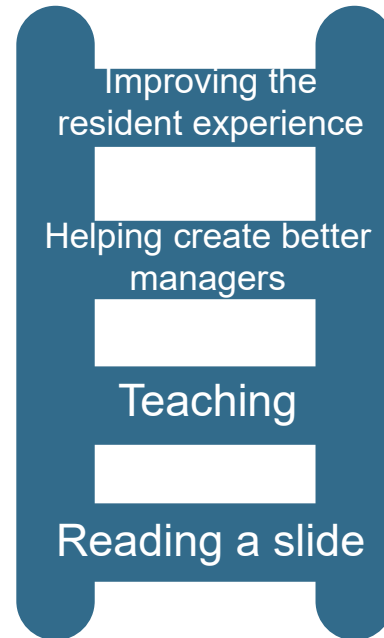 Improving the
resident experience
Helping create better
managers
Teaching
Reading a slide